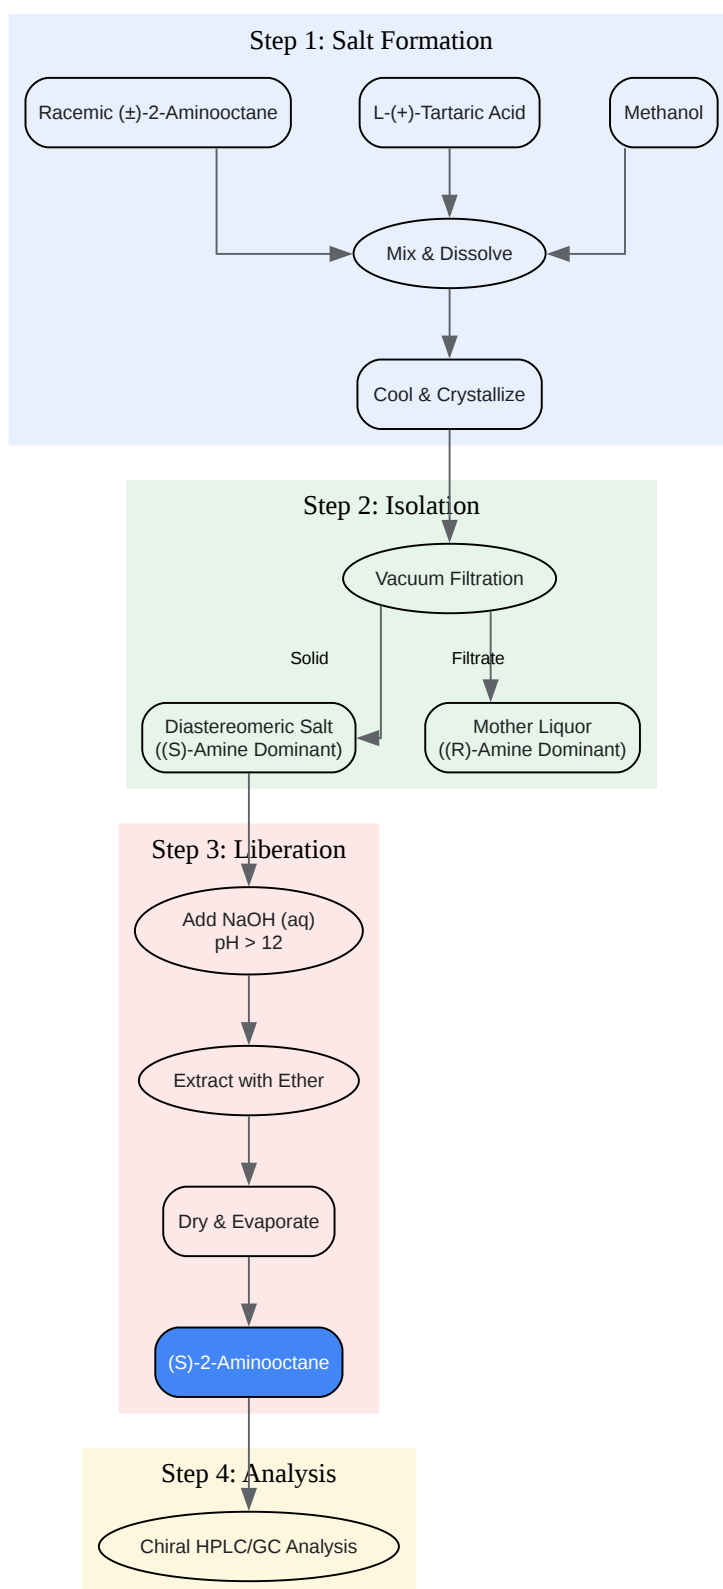 Step 1: Salt Formation
Racemic (±)-2-Aminooctane
L-(+)-Tartaric Acid
Methanol
Mix & Dissolve
Cool & Crystallize
Step 2: Isolation
Vacuum Filtration
Solid
Filtrate
Diastereomeric Salt
((S)-Amine Dominant)
Mother Liquor
((R)-Amine Dominant)
Step 3: Liberation
Add NaOH (aq)
pH > 12
Extract with Ether
Dry & Evaporate
(S)-2-Aminooctane
Step 4: Analysis
Chiral HPLC/GC Analysis